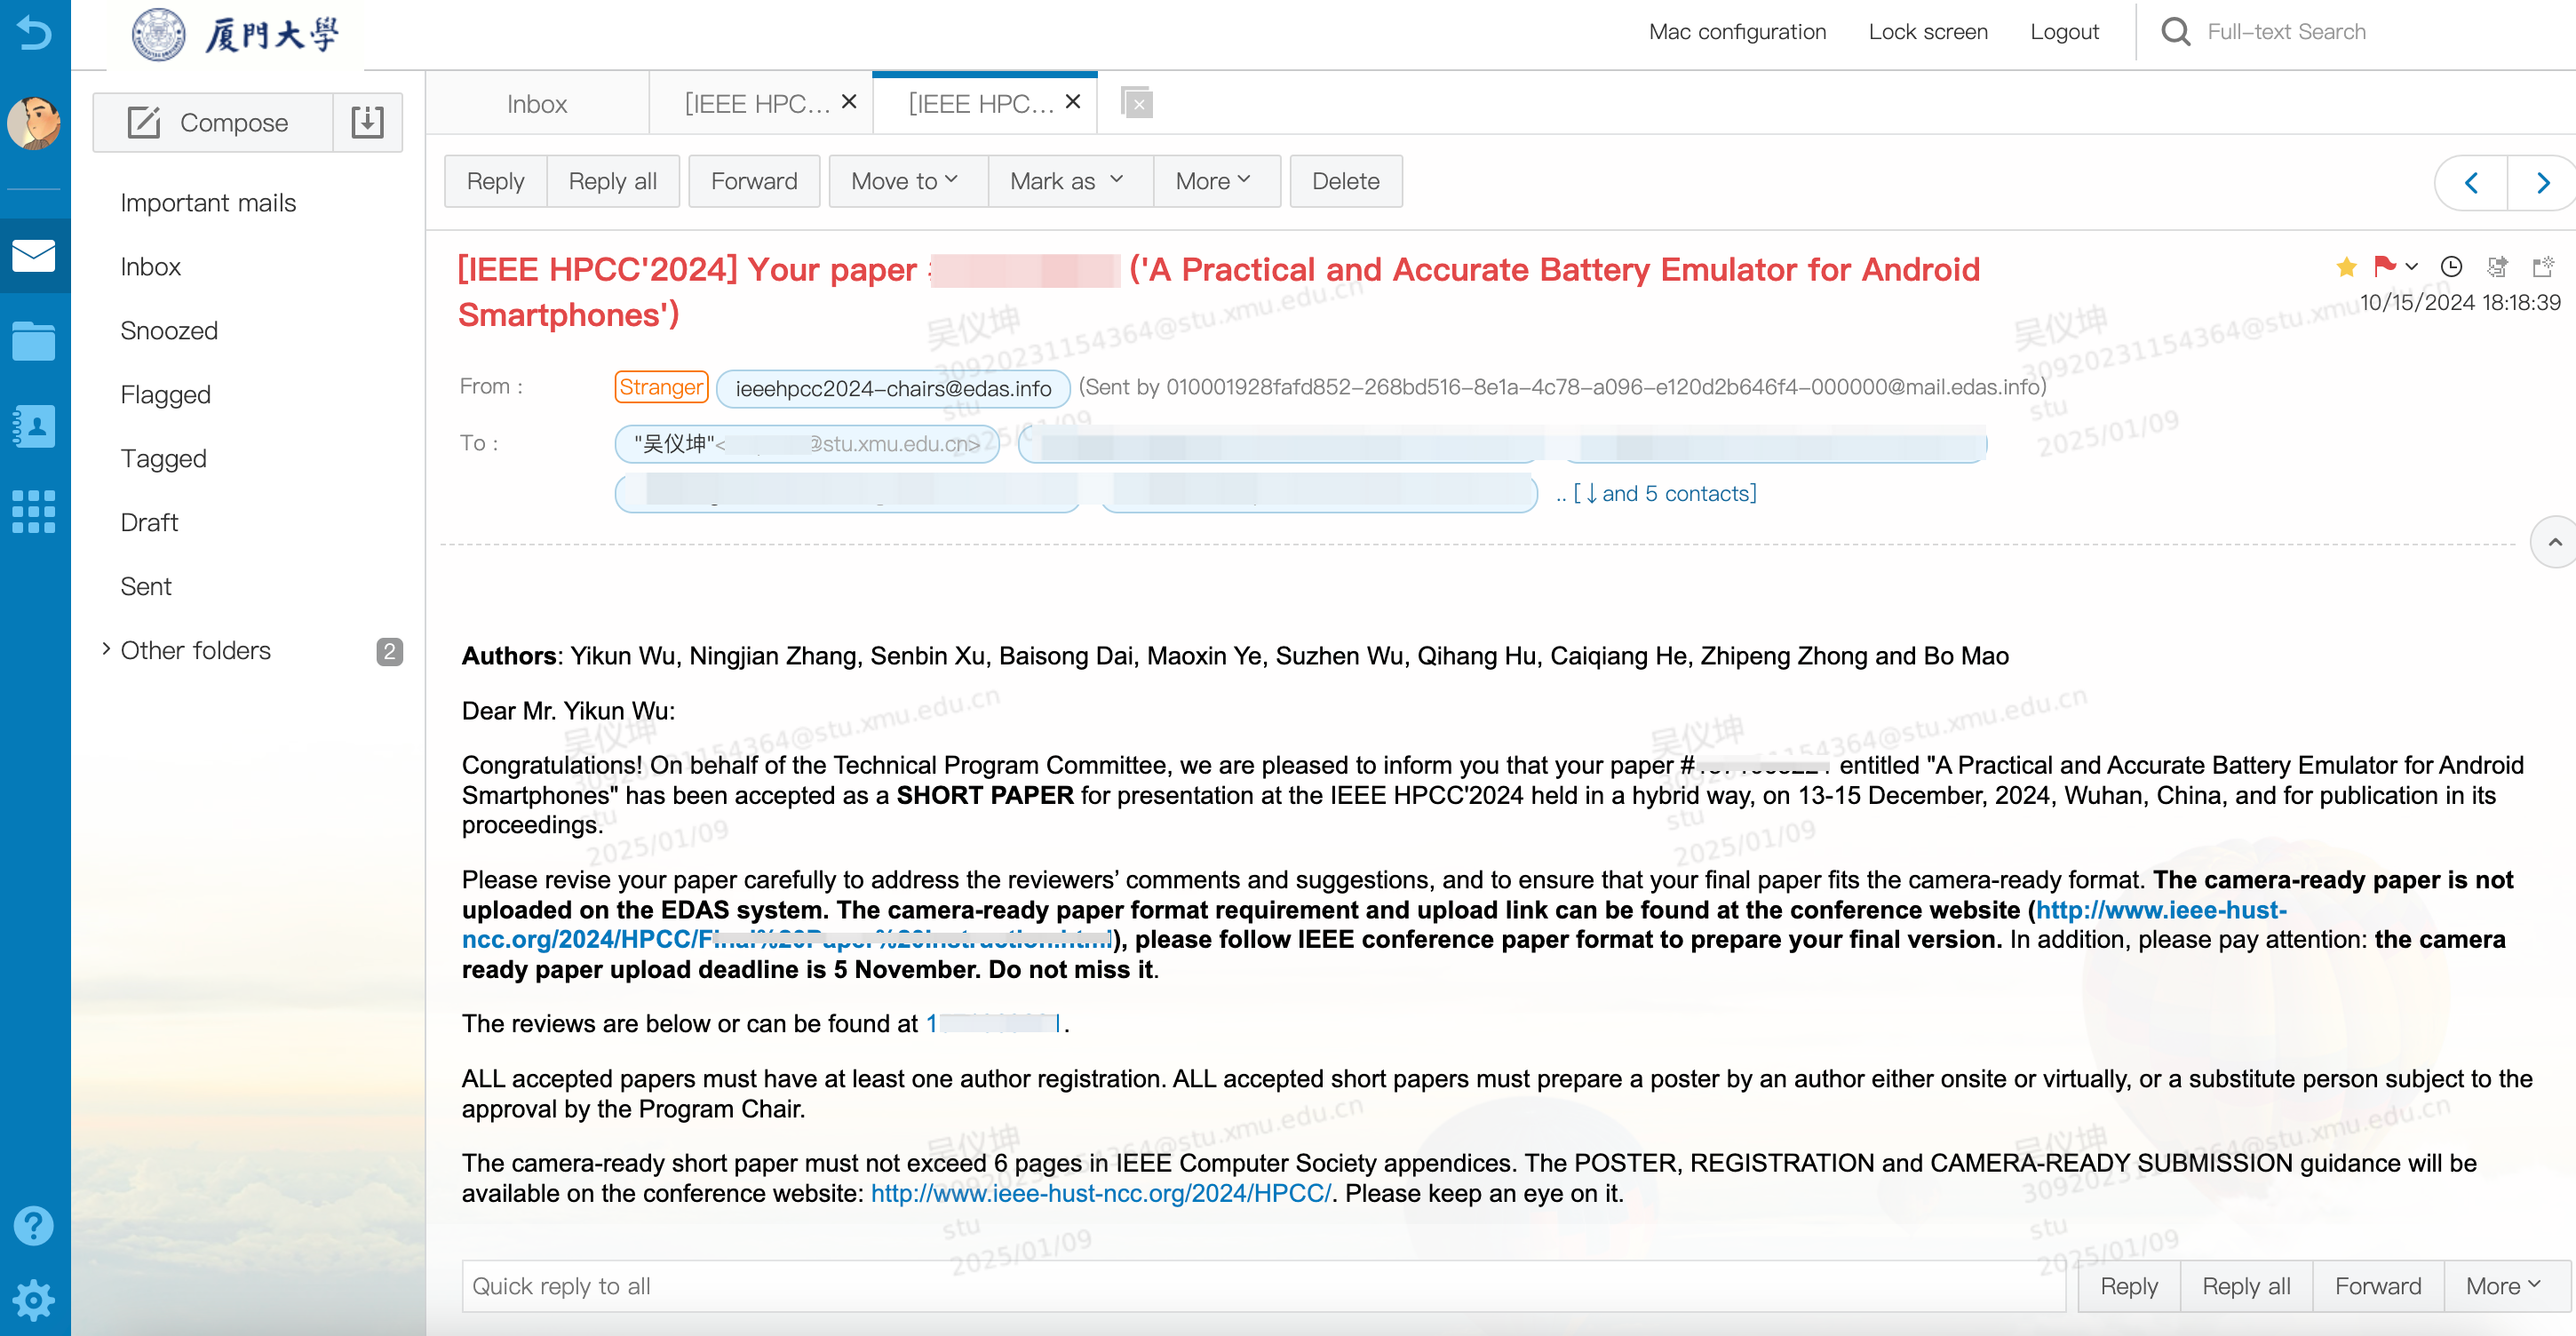 厦門大學
Mac configuration Lock screen Logout Full-text Search
Compose
Inbox [IEEE HPC... [IEEE HPC...
Reply Reply all Forward Move to Mark as More Delete
Important mails
Inbox
Snoozed
Flagged
Tagged
Draft
Sent
Other folders 2
[IEEE HPCC'2024] Your paper ('A Practical and Accurate Battery Emulator for Android
Smartphones')
10/15/2024 18:18:39
From : Stranger ieeehpcc2024-chairs@edas.info (Sent by 010001928fafd852-268bd516-8e1a-4c78-a096-e120d2b646f4-000000@mail.edas.info)
To : "吴仪坤"< @stu.xmu.edu.cn>
.. [↓and 5 contacts]
Authors: Yikun Wu, Ningjian Zhang, Senbin Xu, Baisong Dai, Maoxin Ye, Suzhen Wu, Qihang Hu, Caiqiang He, Zhipeng Zhong and Bo Mao
Dear Mr. Yikun Wu:
Congratulations! On behalf of the Technical Program Committee, we are pleased to inform you that your paper # entitled "A Practical and Accurate Battery Emulator for Android
Smartphones" has been accepted as a SHORT PAPER for presentation at the IEEE HPCC'2024 held in a hybrid way, on 13-15 December, 2024, Wuhan, China, and for publication in its
proceedings.
Please revise your paper carefully to address the reviewers’ comments and suggestions, and to ensure that your final paper fits the camera-ready format. The camera-ready paper is not
uploaded on the EDAS system. The camera-ready paper format requirement and upload link can be found at the conference website (http://www.ieee-hust-
ncc.org/2024/HPCC/Final%20Paper%20Instruction.html), please follow IEEE conference paper format to prepare your final version. In addition, please pay attention: the camera
ready paper upload deadline is 5 November. Do not miss it.
The reviews are below or can be found at .
ALL accepted papers must have at least one author registration. ALL accepted short papers must prepare a poster by an author either onsite or virtually, or a substitute person subject to the
approval by the Program Chair.
The camera-ready short paper must not exceed 6 pages in IEEE Computer Society appendices. The POSTER, REGISTRATION and CAMERA-READY SUBMISSION guidance will be
available on the conference website: http://www.ieee-hust-ncc.org/2024/HPCC/. Please keep an eye on it.
Quick reply to all Reply Reply all Forward More
吴仪坤
30920231154364@stu.xmu.edu.cn
stu
2025/01/09